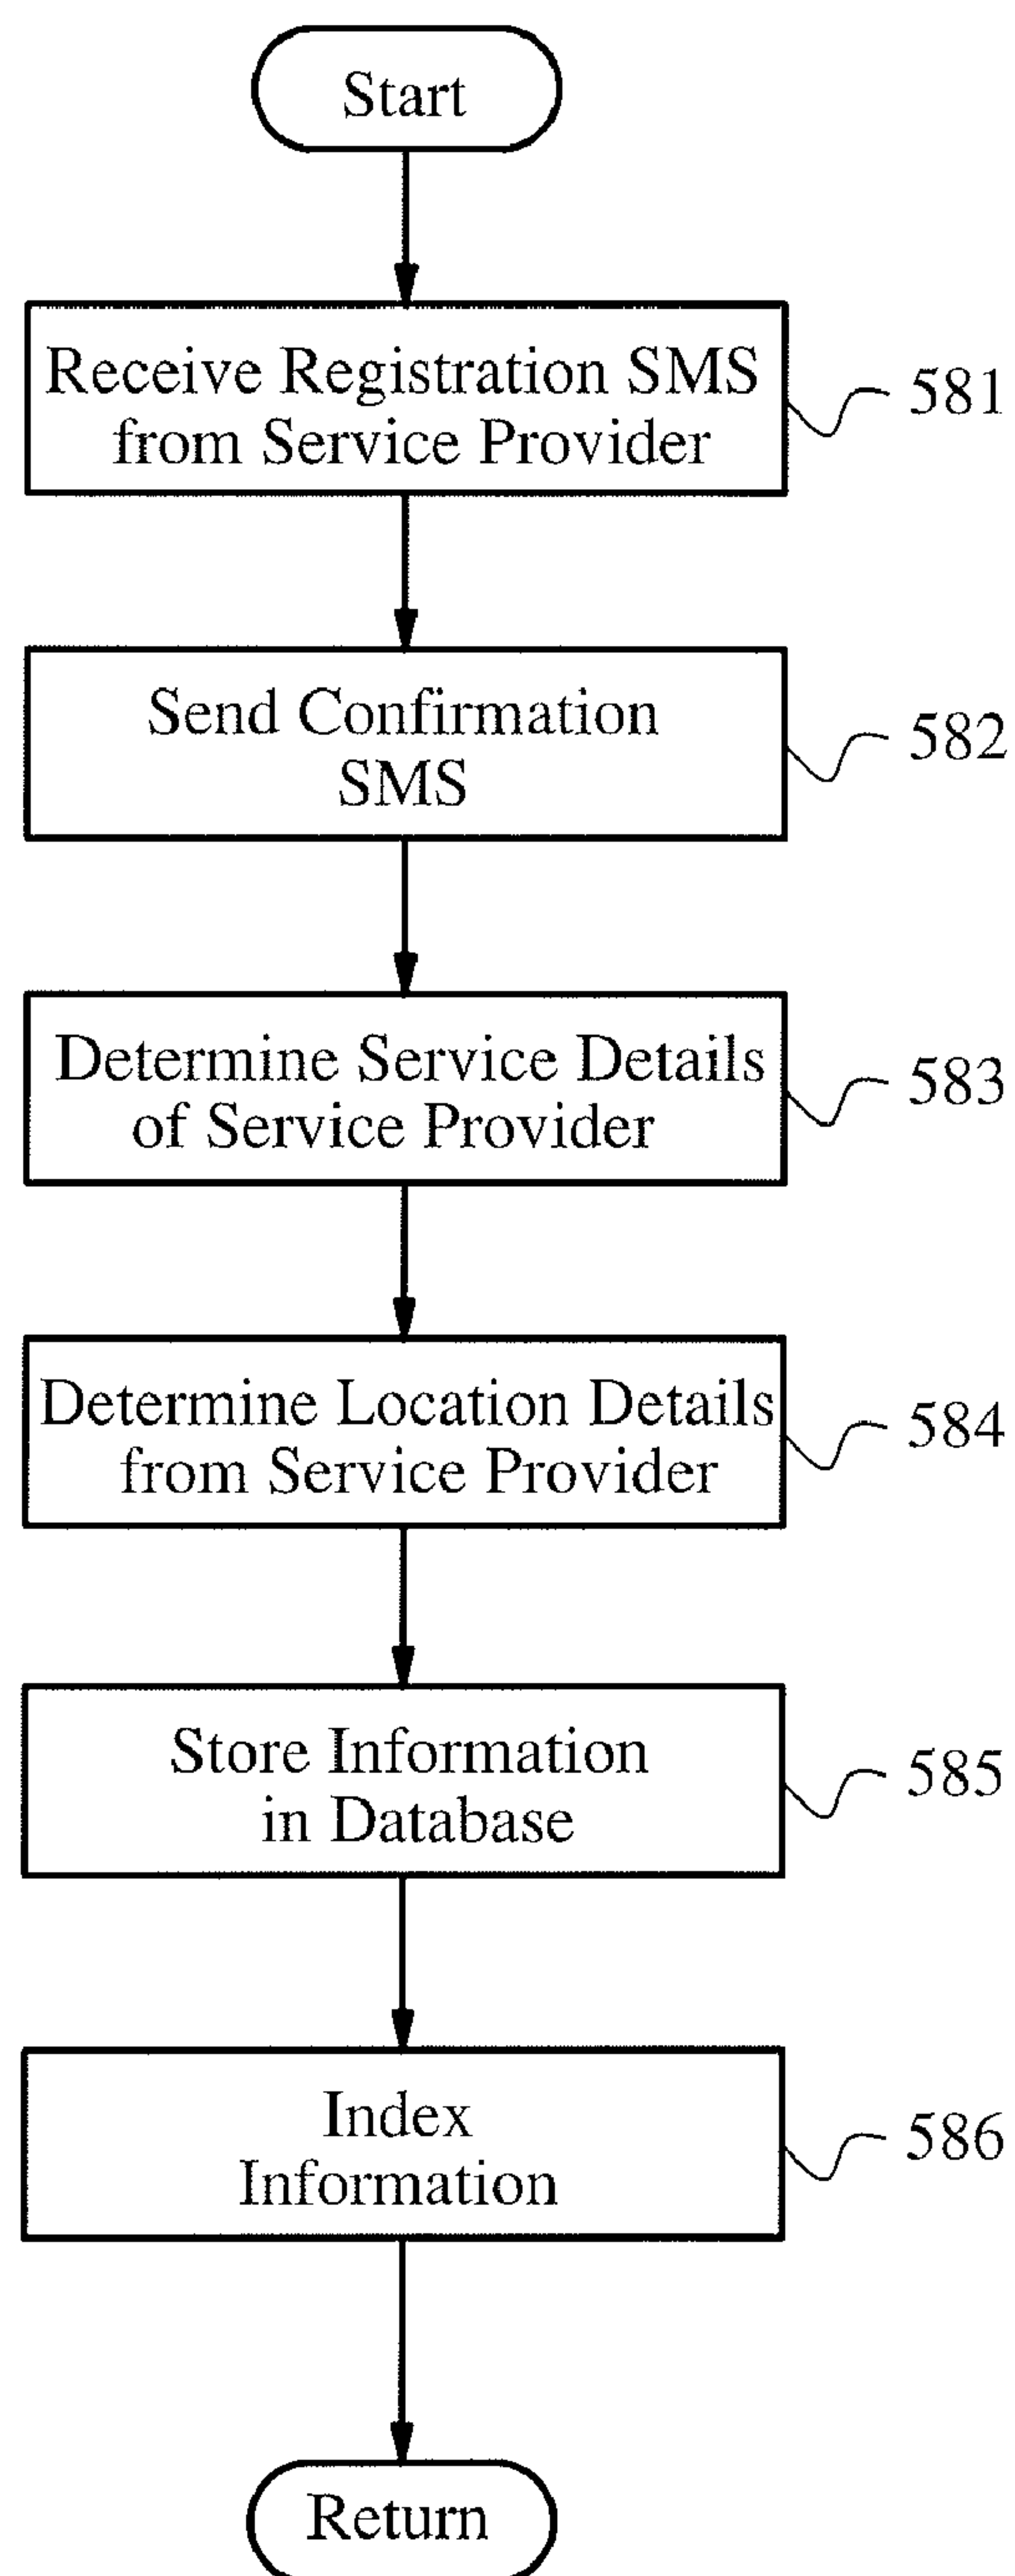 Start
Receive Registration SMS
from Service Provider
581
Send Confirmation
SMS
582
Determine Service Details
of Service Provider
583
Determine Location Details
from Service Provider
584
Store Information
in Database
585
Index
Information
586
Return